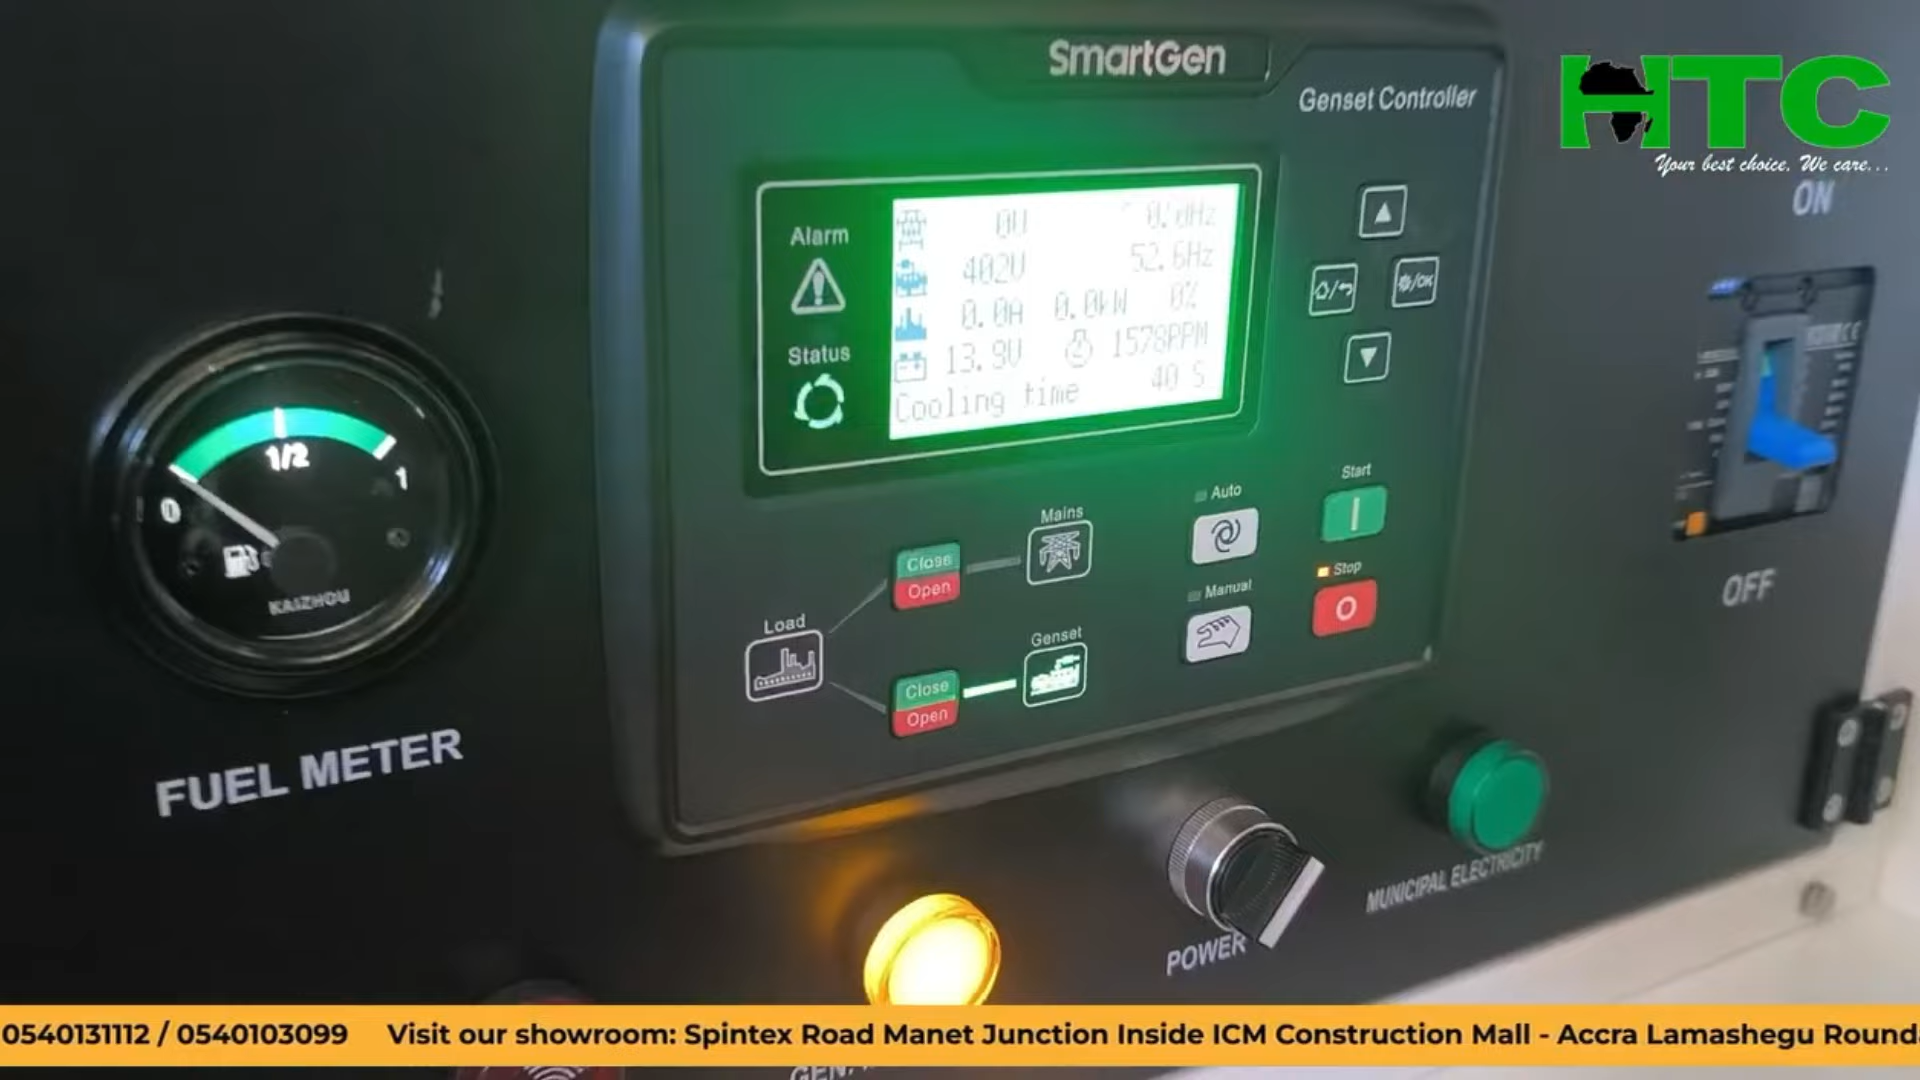 SmartGen
Genset Controller
HTC
Your best choice. We care...
ON
Alarm
0V
402V 52.6Hz
0.0A 0.0kW 0%
13.9V 1578RPM
Cooling time 40 S
Status
/OK
1/2
0
1
KAIZHOU
FUEL METER
Auto
Start
Mains
Close
Open
Manual
Stop
Load
Genset
Close
Open
OFF
MUNICIPAL ELECTRICITY
POWER
0540131112 / 0540103099 Visit our showroom: Spintex Road Manet Junction Inside ICM Construction Mall - Accra Lamashegu Round